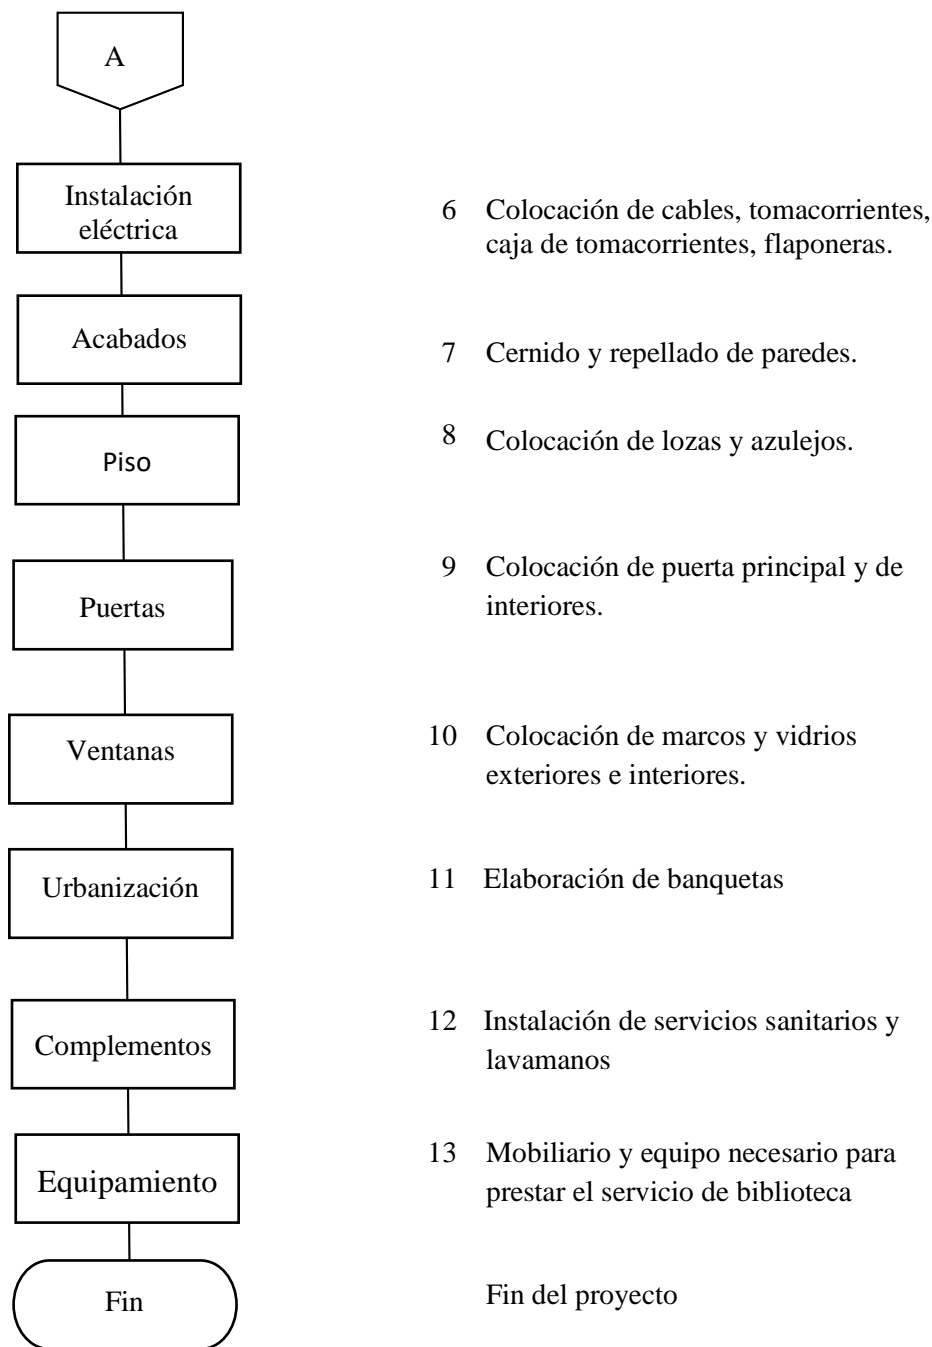 A
Instalación
eléctrica
6 Colocación de cables, tomacorrientes,
caja de tomacorrientes, flaponeras.
Acabados
7 Cernido y repellado de paredes.
Piso
8 Colocación de lozas y azulejos.
Puertas
9 Colocación de puerta principal y de
interiores.
Ventanas
10 Colocación de marcos y vidrios
exteriores e interiores.
Urbanización
11 Elaboración de banquetas
Complementos
12 Instalación de servicios sanitarios y
lavamanos
Equipamiento
13 Mobiliario y equipo necesario para
prestar el servicio de biblioteca
Fin
Fin del proyecto